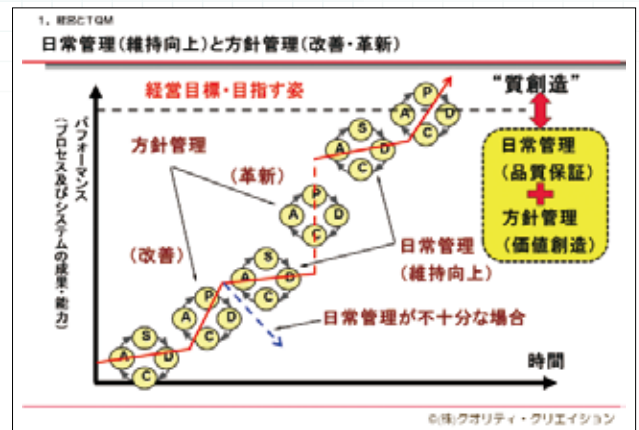 1．経営とTQM
日常管理(維持向上)と方針管理(改善・革新)
経営目標・目指す姿
“質創造”
パフォーマンス
(プロセス及びシステムの成果・能力)
方針管理
(革新)
(改善)
日常管理
(維持向上)
日常管理が不十分な場合
時間
日常管理
(品質保証)
＋
方針管理
(価値創造)
S
A D
C
P
A D
C
S
A D
C
P
A D
C
S
A D
C
P
A D
C
©(株)クオリティ・クリエイション